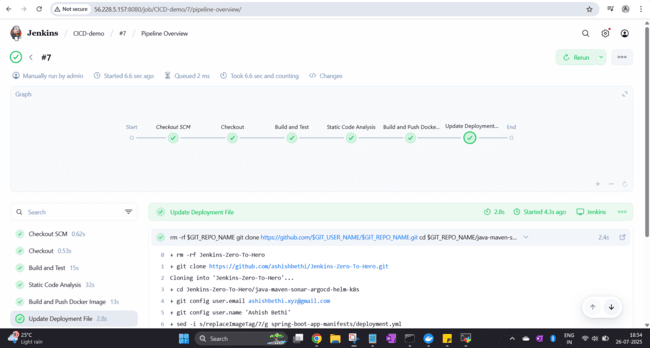 Not secure 56.228.5.157:8080/job/CICD-demo/7/pipeline-overview/
Jenkins / CICD-demo / #7 / Pipeline Overview
#7
Rerun
Manually run by admin Started 6.6 sec ago Queued 2 ms Took 6.6 sec and counting Changes
Graph
Start Checkout SCM Checkout Build and Test Static Code Analysis Build and Push Docke... Update Deployment... End
Search
Update Deployment File 2.8s Started 4.3s ago Jenkins
Checkout SCM 0.62s
Checkout 0.53s
Build and Test 15s
Static Code Analysis 32s
Build and Push Docker Image 13s
Update Deployment File 2.8s
rm -rf $GIT_REPO_NAME git clone https://github.com/$GIT_USER_NAME/$GIT_REPO_NAME.git cd $GIT_REPO_NAME/java-maven-s... 2.4s
0 + rm -rf Jenkins-Zero-To-Hero
1 + git clone https://github.com/ashishbethi/Jenkins-Zero-To-Hero.git
2 Cloning into 'Jenkins-Zero-To-Hero'...
3 + cd Jenkins-Zero-To-Hero/java-maven-sonar-argocd-helm-k8s
4 + git config user.email ashishbethi.xyz@gmail.com
5 + git config user.name 'Ashish Bethi'
6 + sed -i s/replaceImageTag/7/g spring-boot-app-manifests/deployment.yml
25°C
Light rain
Search
ENG
IN
18:54
26-07-2025